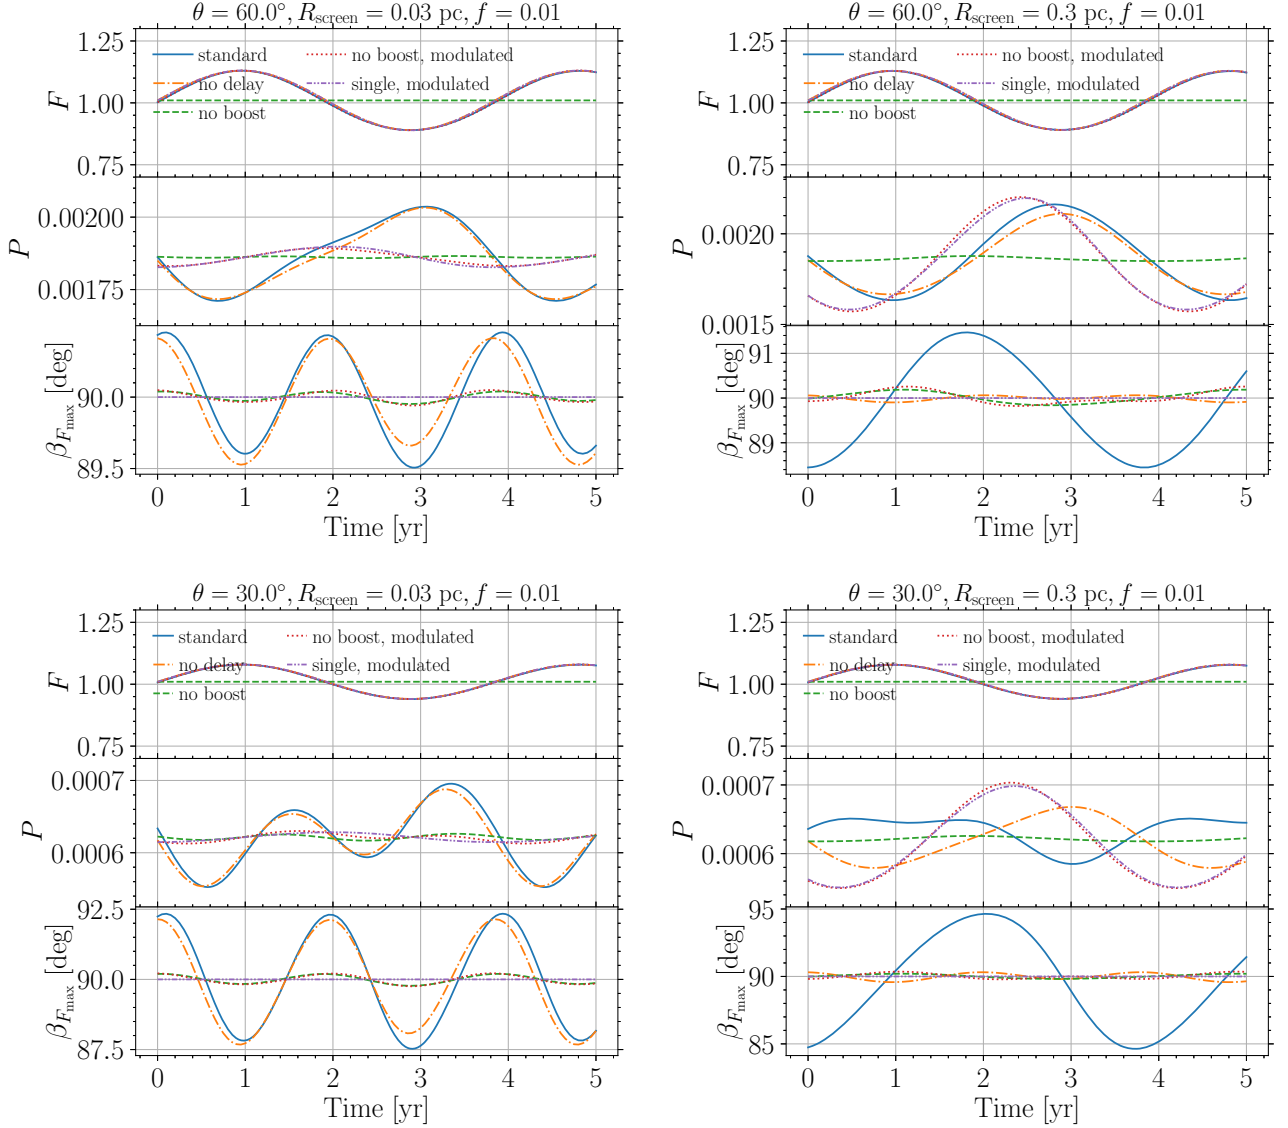 θ = 60.0°, R_screen = 0.03 pc, f = 0.01
1.25
1.00
0.75
F
standard
no delay
no boost
no boost, modulated
single, modulated
0.00200
0.00175
P
90.0
89.5
β_Fmax [deg]
0 1 2 3 4 5
Time [yr]
θ = 60.0°, R_screen = 0.3 pc, f = 0.01
1.25
1.00
0.75
F
standard
no delay
no boost
no boost, modulated
single, modulated
0.0020
0.0015
P
91
90
89
β_Fmax [deg]
0 1 2 3 4 5
Time [yr]
θ = 30.0°, R_screen = 0.03 pc, f = 0.01
1.25
1.00
0.75
F
standard
no delay
no boost
no boost, modulated
single, modulated
0.0007
0.0006
P
92.5
90.0
87.5
β_Fmax [deg]
0 1 2 3 4 5
Time [yr]
θ = 30.0°, R_screen = 0.3 pc, f = 0.01
1.25
1.00
0.75
F
standard
no delay
no boost
no boost, modulated
single, modulated
0.0007
0.0006
P
95
90
85
β_Fmax [deg]
0 1 2 3 4 5
Time [yr]